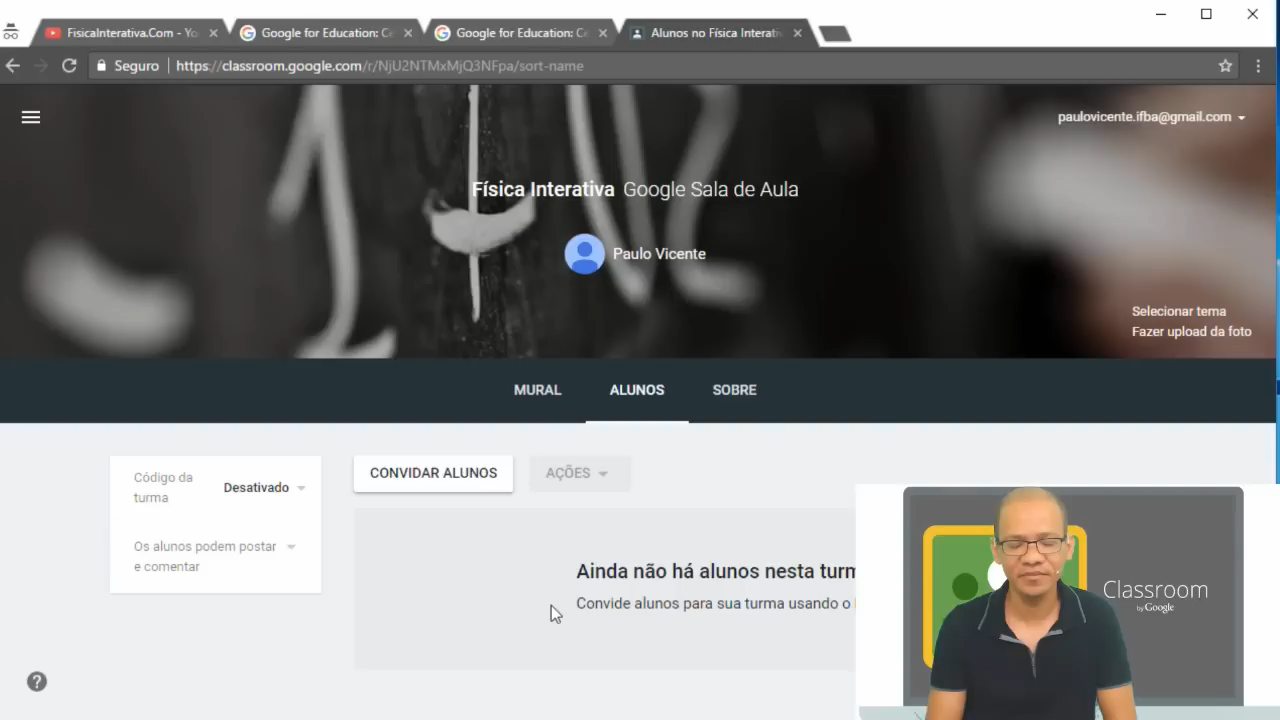 FisicaInterativa.Com - Yo
Google for Education: Ce
Google for Education: Ce
Alunos no Física Interati
Seguro
https://classroom.google.com/r/NjU2NTMxMjQ3NFpa/sort-name
paulovicente.ifba@gmail.com
Física Interativa Google Sala de Aula
Paulo Vicente
Selecionar tema
Fazer upload da foto
MURAL ALUNOS SOBRE
Código da
turma
Desativado
CONVIDAR ALUNOS
AÇÕES
Os alunos podem postar
e comentar
Ainda não há alunos nesta turm
Convide alunos para sua turma usando o
Classroom
by Google